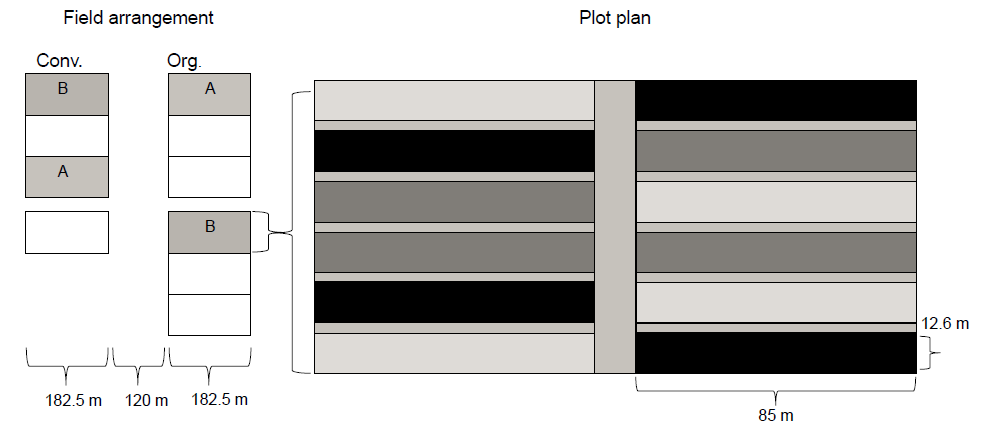 Field arrangement
Plot plan
Conv.
Org.
B
A
A
B
12.6 m
182.5 m
120 m
182.5 m
85 m